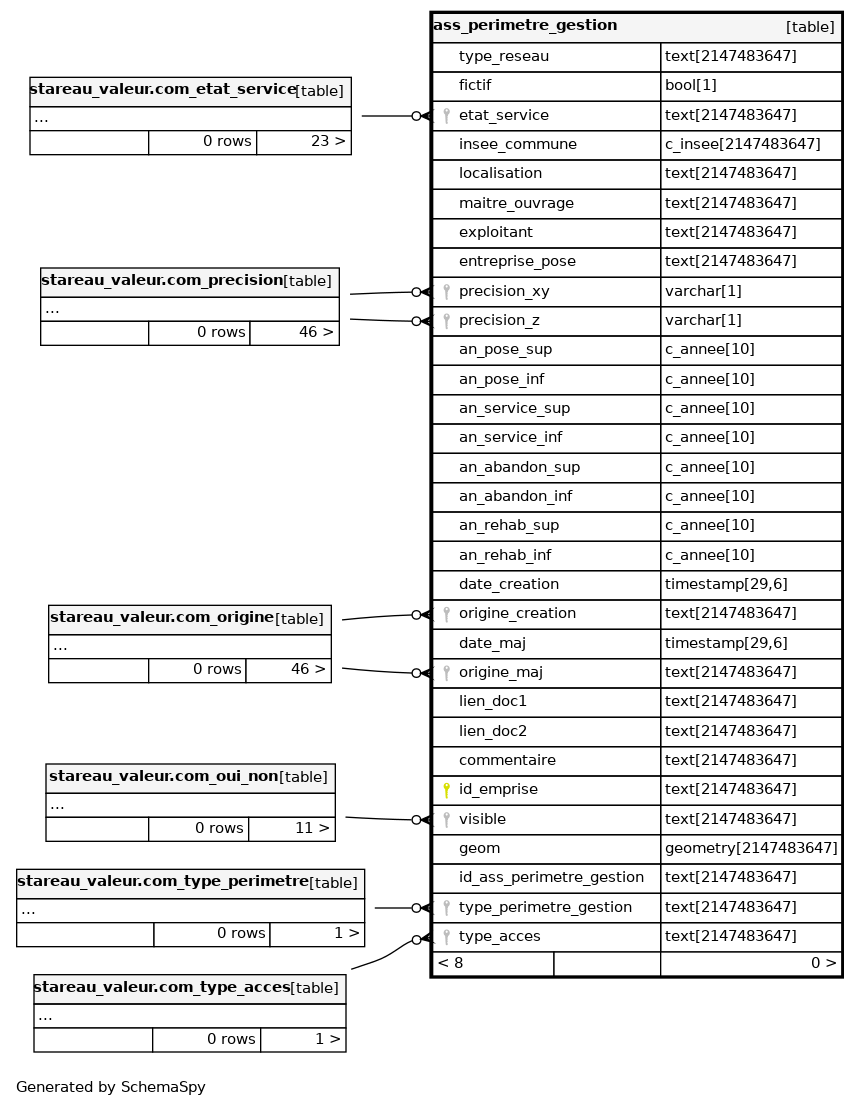 ass_perimetre_gestion [table]
type_reseau text[2147483647]
fictif bool[1]
etat_service text[2147483647]
insee_commune c_insee[2147483647]
localisation text[2147483647]
maitre_ouvrage text[2147483647]
exploitant text[2147483647]
entreprise_pose text[2147483647]
precision_xy varchar[1]
precision_z varchar[1]
an_pose_sup c_annee[10]
an_pose_inf c_annee[10]
an_service_sup c_annee[10]
an_service_inf c_annee[10]
an_abandon_sup c_annee[10]
an_abandon_inf c_annee[10]
an_rehab_sup c_annee[10]
an_rehab_inf c_annee[10]
date_creation timestamp[29,6]
origine_creation text[2147483647]
date_maj timestamp[29,6]
origine_maj text[2147483647]
lien_doc1 text[2147483647]
lien_doc2 text[2147483647]
commentaire text[2147483647]
id_emprise text[2147483647]
visible text[2147483647]
geom geometry[2147483647]
id_ass_perimetre_gestion text[2147483647]
type_perimetre_gestion text[2147483647]
type_acces text[2147483647]
< 8 0 >
stareau_valeur.com_etat_service [table]
...
0 rows 23 >
stareau_valeur.com_precision [table]
...
0 rows 46 >
stareau_valeur.com_origine [table]
...
0 rows 46 >
stareau_valeur.com_oui_non [table]
...
0 rows 11 >
stareau_valeur.com_type_perimetre [table]
...
0 rows 1 >
stareau_valeur.com_type_acces [table]
...
0 rows 1 >
Generated by SchemaSpy